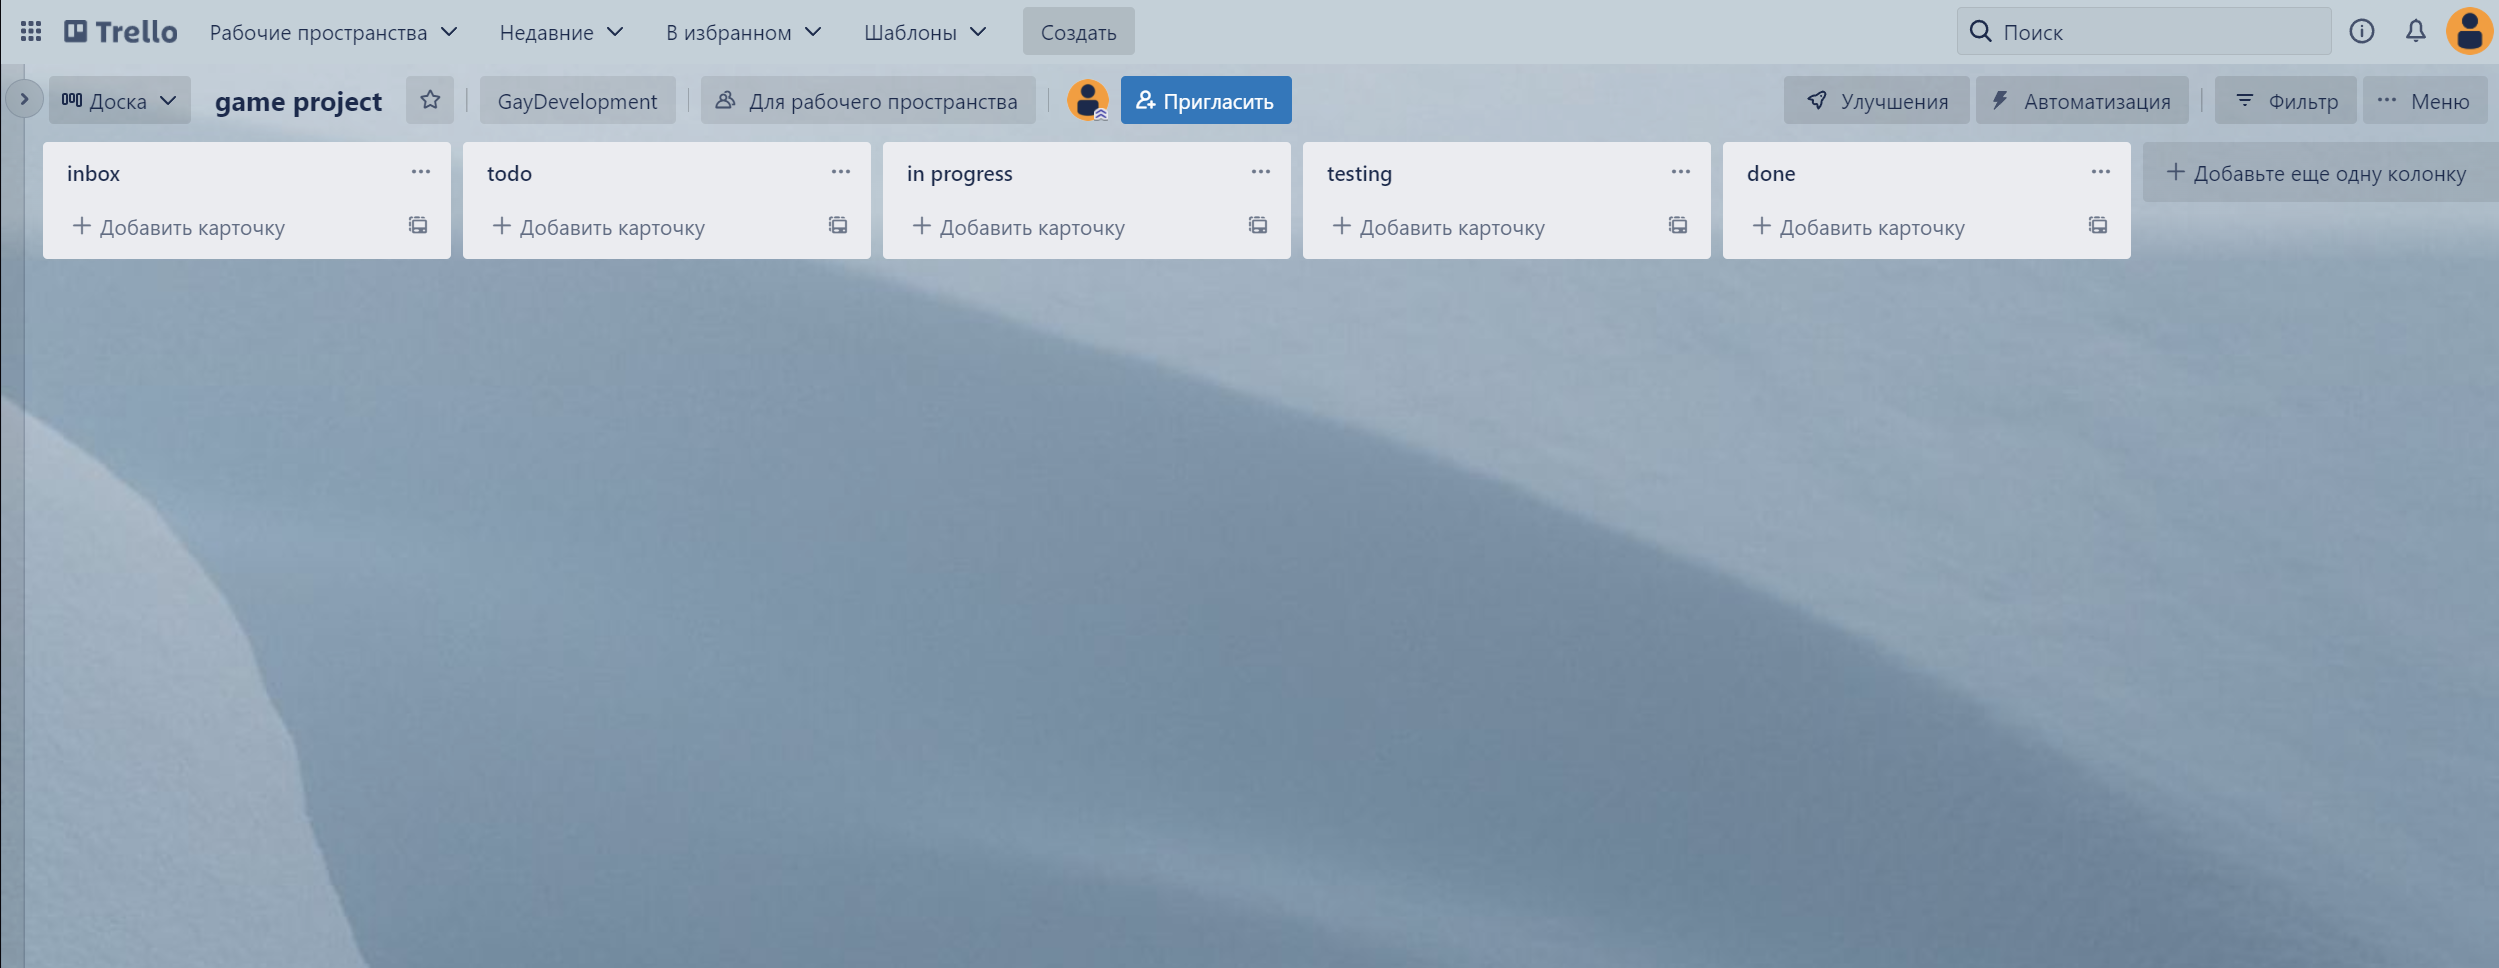 Trello Рабочие пространства Недавние В избранном Шаблоны Создать Поиск
Доска game project GayDevelopment Для рабочего пространства Пригласить Улучшения Автоматизация Фильтр Меню
inbox todo in progress testing done Добавьте еще одну колонку
Добавить карточку Добавить карточку Добавить карточку Добавить карточку Добавить карточку